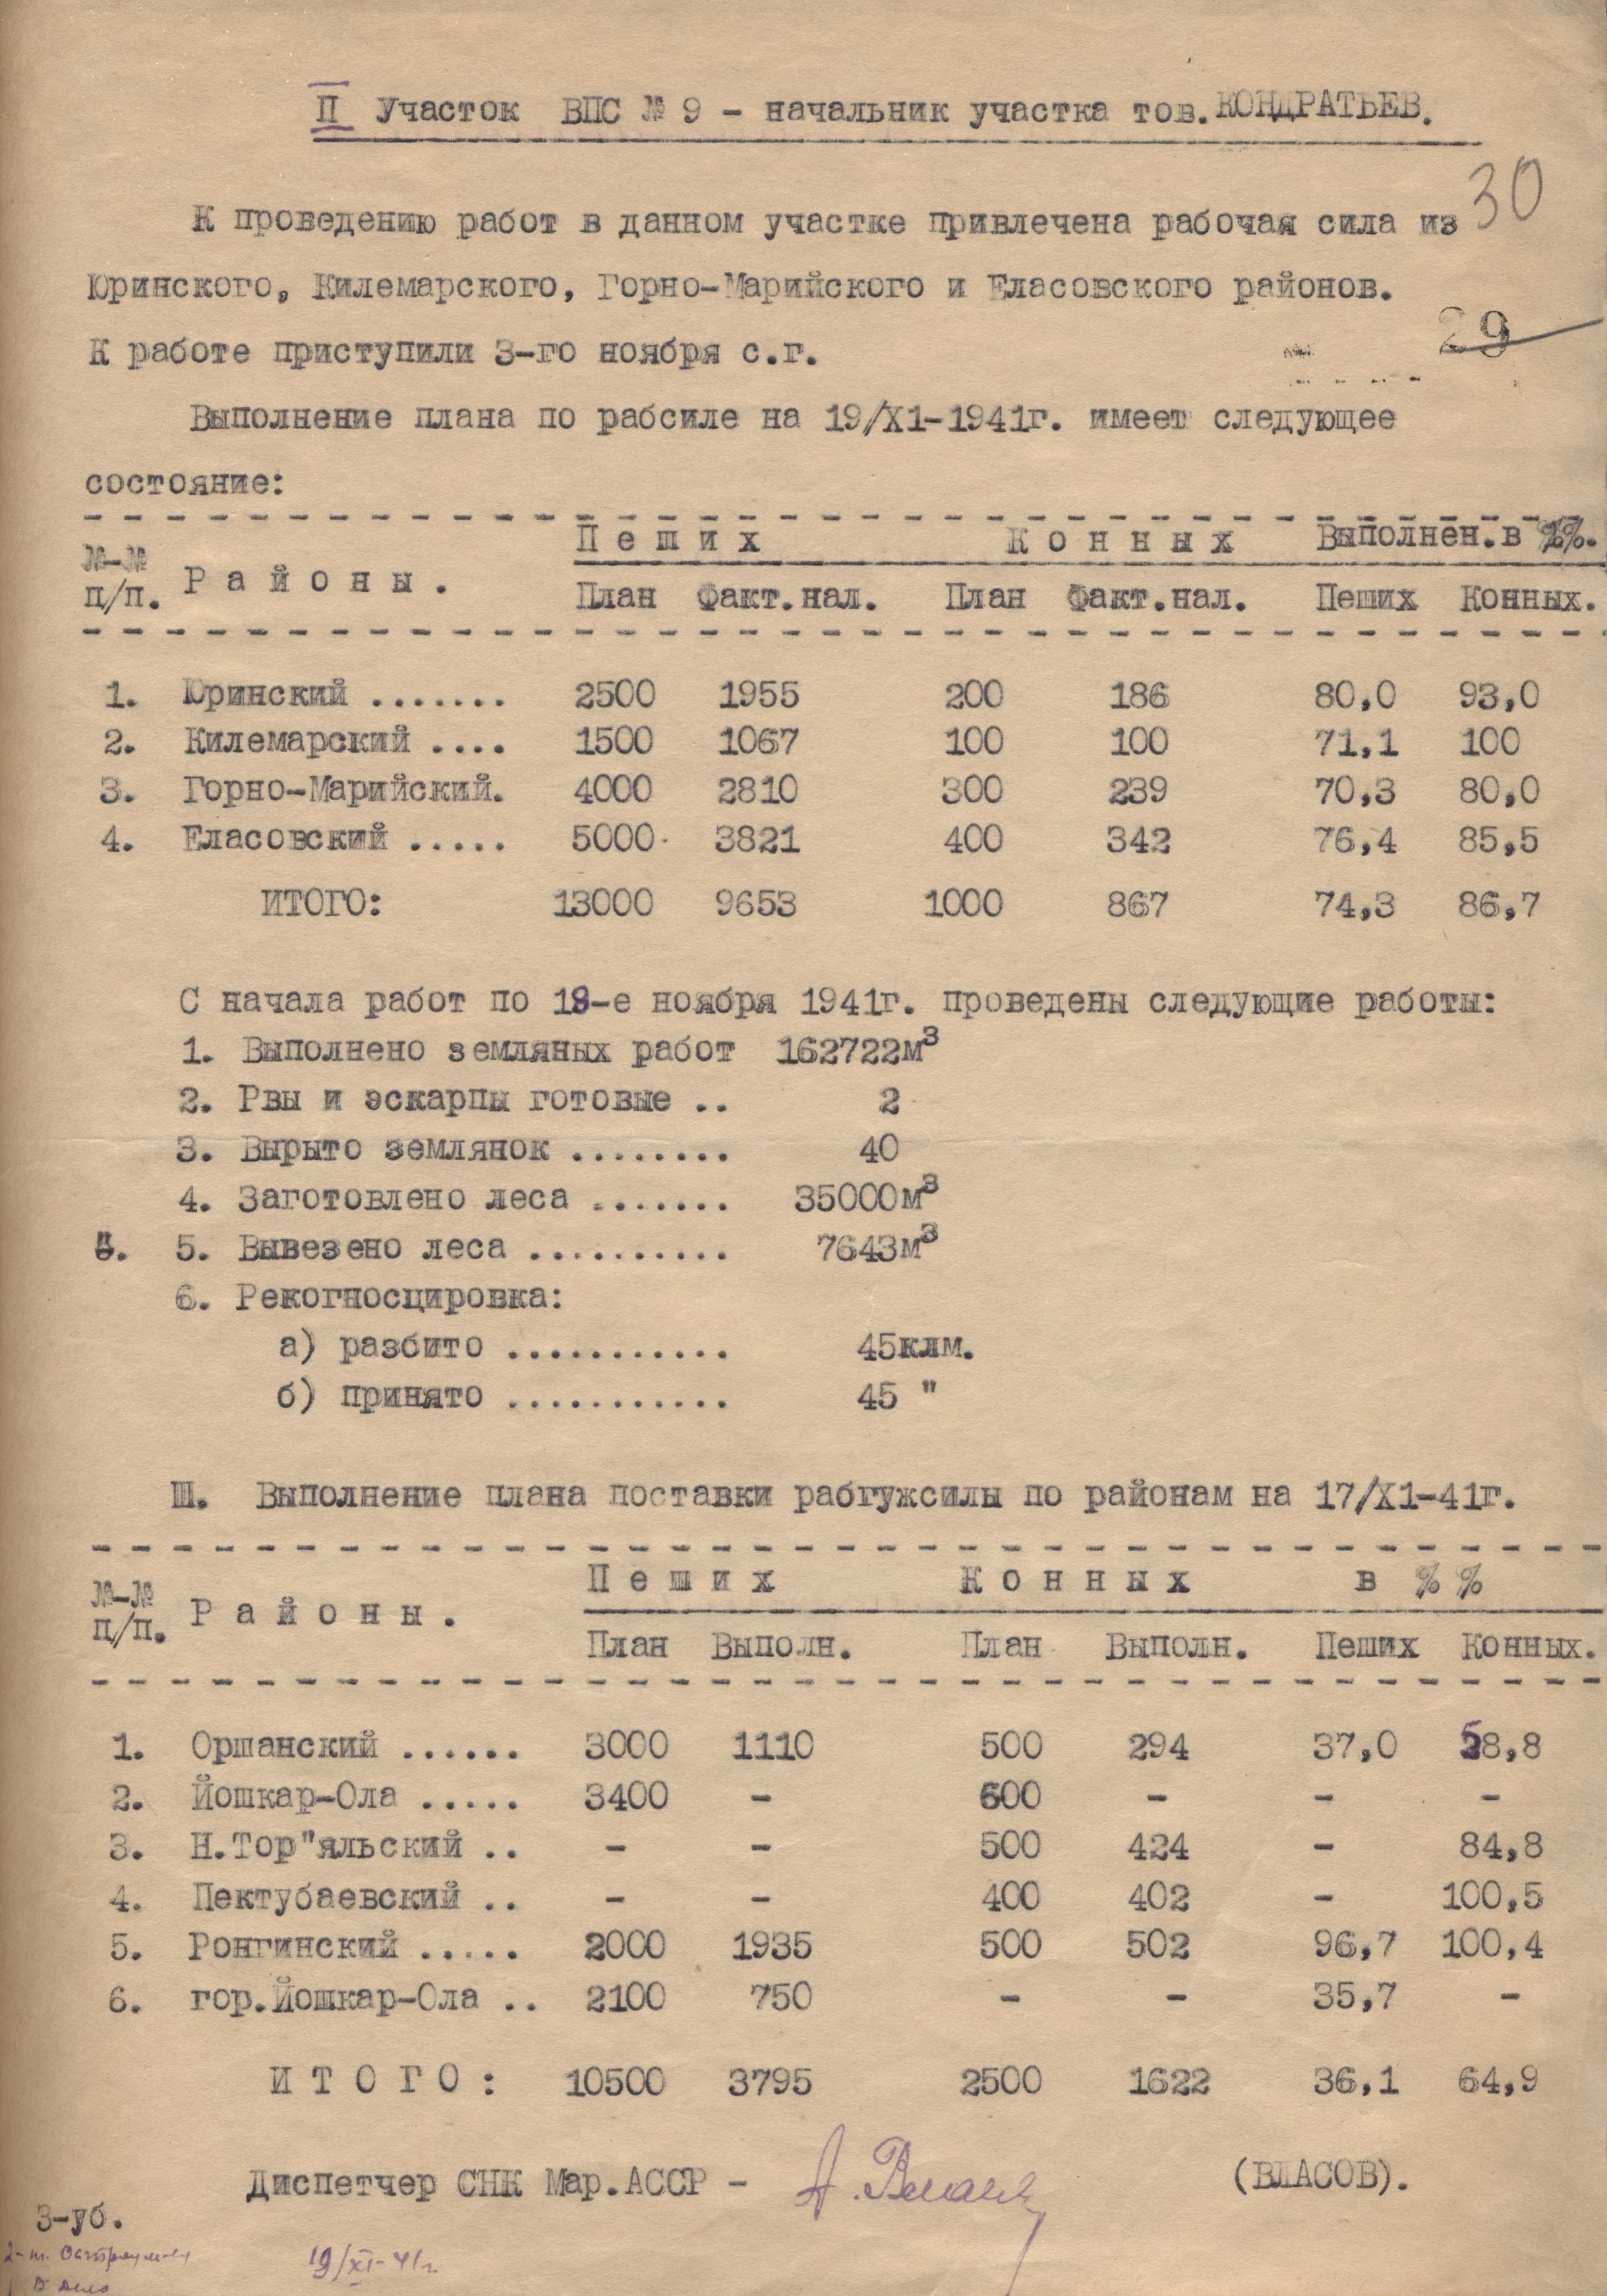 II Участок ВПС № 9 - начальник участка тов. КОНДРАТЬЕВ.
30
К проведению работ в данном участке привлечена рабочая сила из
Юринского, Килемарского, Горно-Марийского и Еласовского районов.
29
К работе приступили 3-го ноября с.г.
Выполнение плана по рабсиле на 19/X1-1941г. имеет следующее
состояние:
№-№ п/п. Районы. Пеших Конных Выполнен.в %%.
План Факт.нал. План Факт.нал. Пеших Конных.
1. Юринский ....... 2500 1955 200 186 80,0 93,0
2. Килемарский .... 1500 1067 100 100 71,1 100
3. Горно-Марийский. 4000 2810 300 239 70,3 80,0
4. Еласовский ..... 5000 3821 400 342 76,4 85,5
ИТОГО: 13000 9653 1000 867 74,3 86,7
С начала работ по 19-е ноября 1941г. проведены следующие работы:
1. Выполнено земляных работ 162722м³
2. Рвы и эскарпы готовые .. 2
3. Вырыто землянок ........ 40
4. Заготовлено леса ....... 35000м³
5. Вывезено леса .......... 7643м³
6. Рекогносцировка:
а) разбито ........... 45клм.
б) принято ........... 45 "
Ш. Выполнение плана поставки рабгужсилы по районам на 17/X1-41г.
№-№ п/п. Районы. Пеших Конных в %%
План Выполн. План Выполн. Пеших Конных.
1. Оршанский ...... 3000 1110 500 294 37,0 58,8
2. Йошкар-Ола ..... 3400 - 600 - - -
3. Н.Тор"яльский .. - - 500 424 - 84,8
4. Пектубаевский .. - - 400 402 - 100,5
5. Ронгинский ..... 2000 1935 500 502 96,7 100,4
6. гор.Йошкар-Ола .. 2100 750 - - 35,7 -
ИТОГО: 10500 3795 2500 1622 36,1 64,9
Диспетчер СНК Мар.АССР - А. Власов (ВЛАСОВ).
3-уб.
19/XI-41г.
В дело